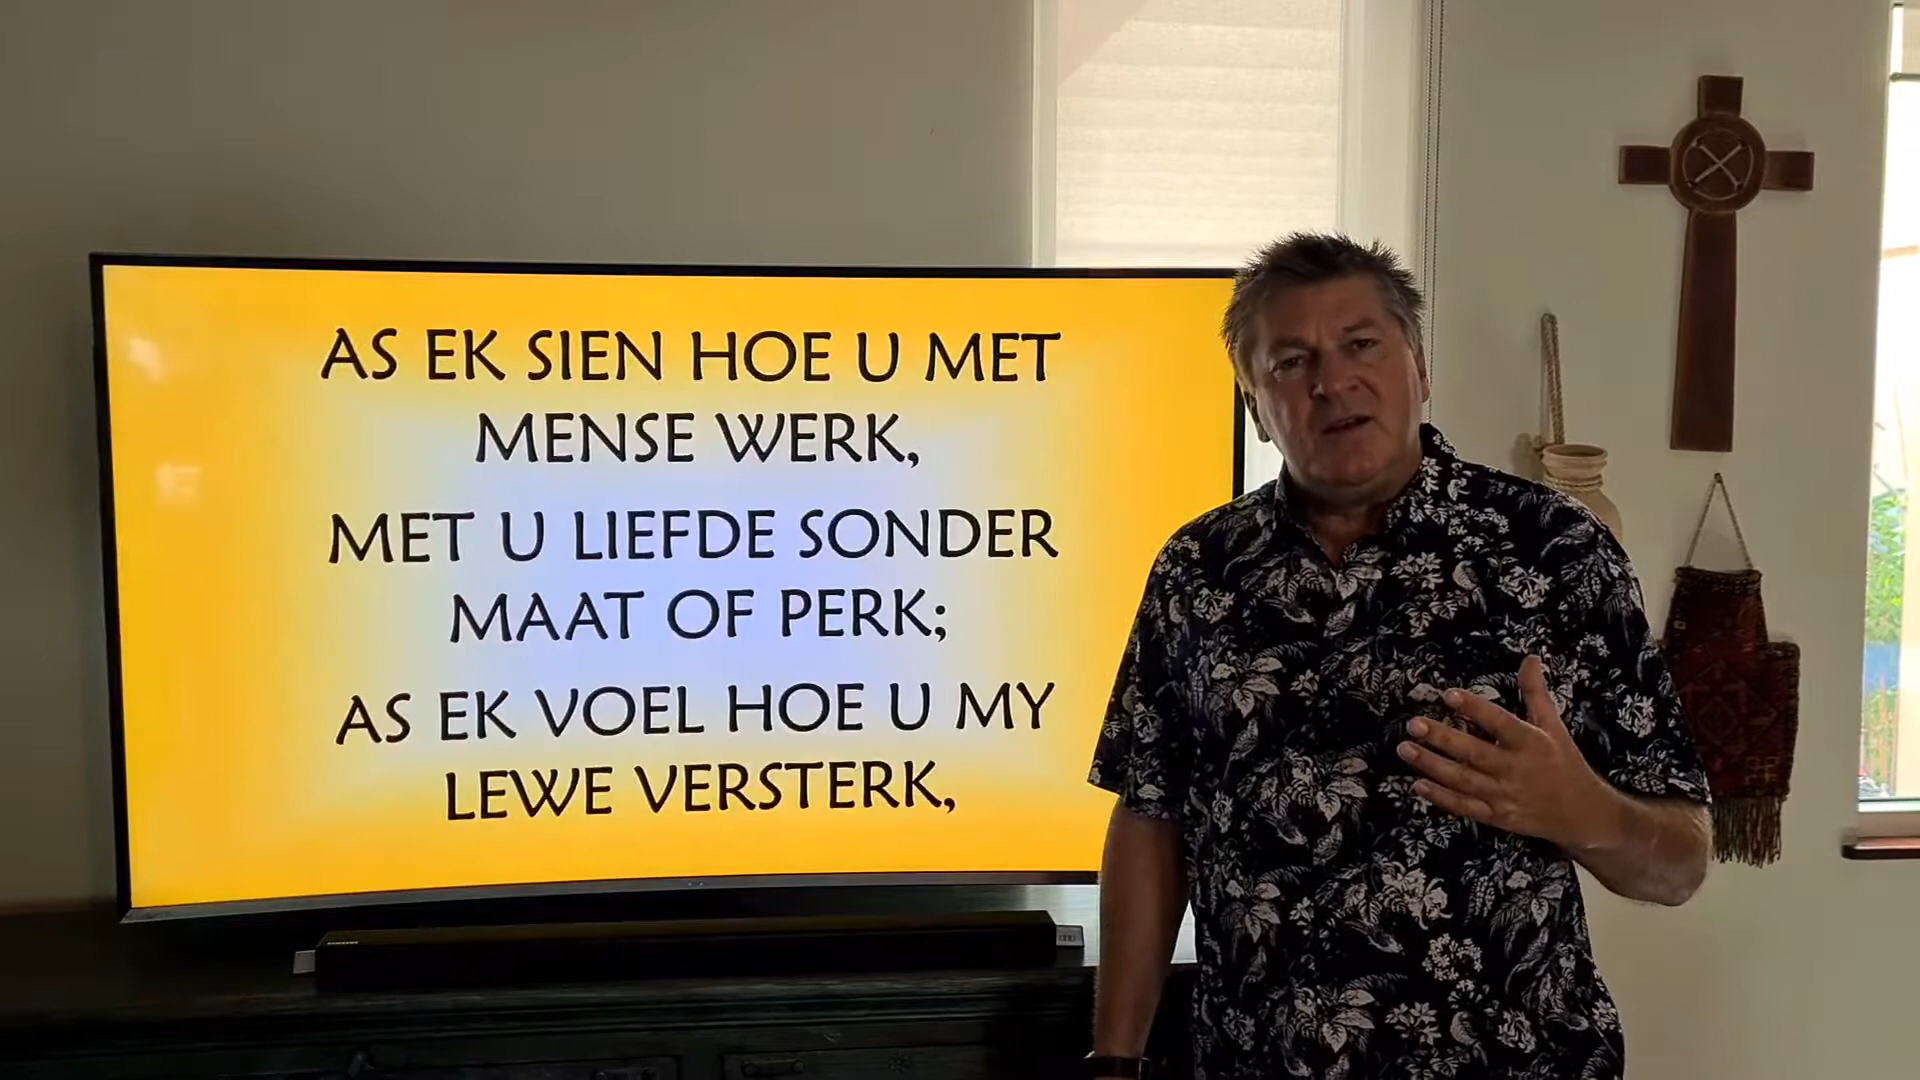 AS EK SIEN HOE U MET
MENSE WERK,
MET U LIEFDE SONDER
MAAT OF PERK;
AS EK VOEL HOE U MY
LEWE VERSTERK,
SAMSUNG